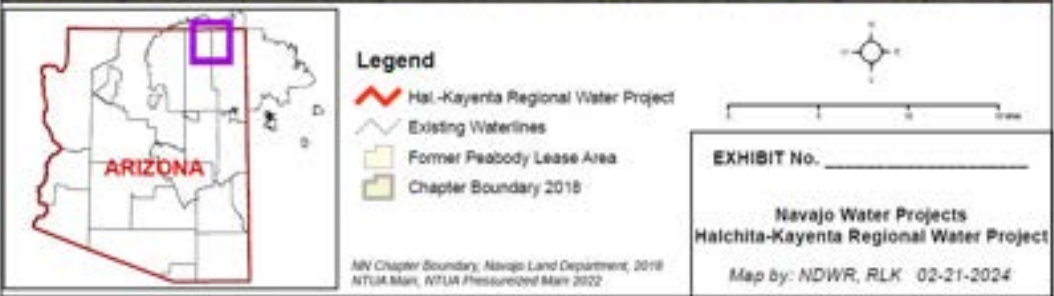 ARIZONA
Legend
Hal.-Kayenta Regional Water Project
Existing Waterlines
Former Peabody Lease Area
Chapter Boundary 2018
NN Chapter Boundary, Navajo Land Department, 2018
NTUA Main, NTUA Pressureized Main 2022
EXHIBIT No. ____________________
Navajo Water Projects
Halchita-Kayenta Regional Water Project
Map by: NDWR, RLK 02-21-2024